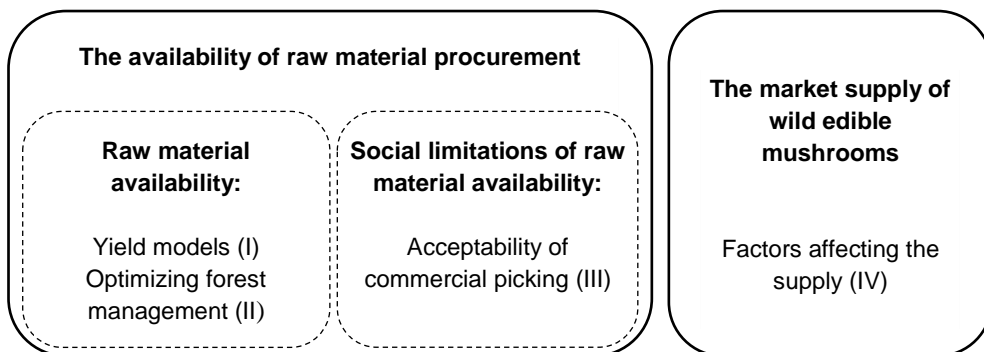 The availability of raw material procurement
Raw material
availability:
Yield models (I)
Optimizing forest
management (II)
Social limitations of raw
material availability:
Acceptability of
commercial picking (III)
The market supply of
wild edible
mushrooms
Factors affecting the
supply (IV)